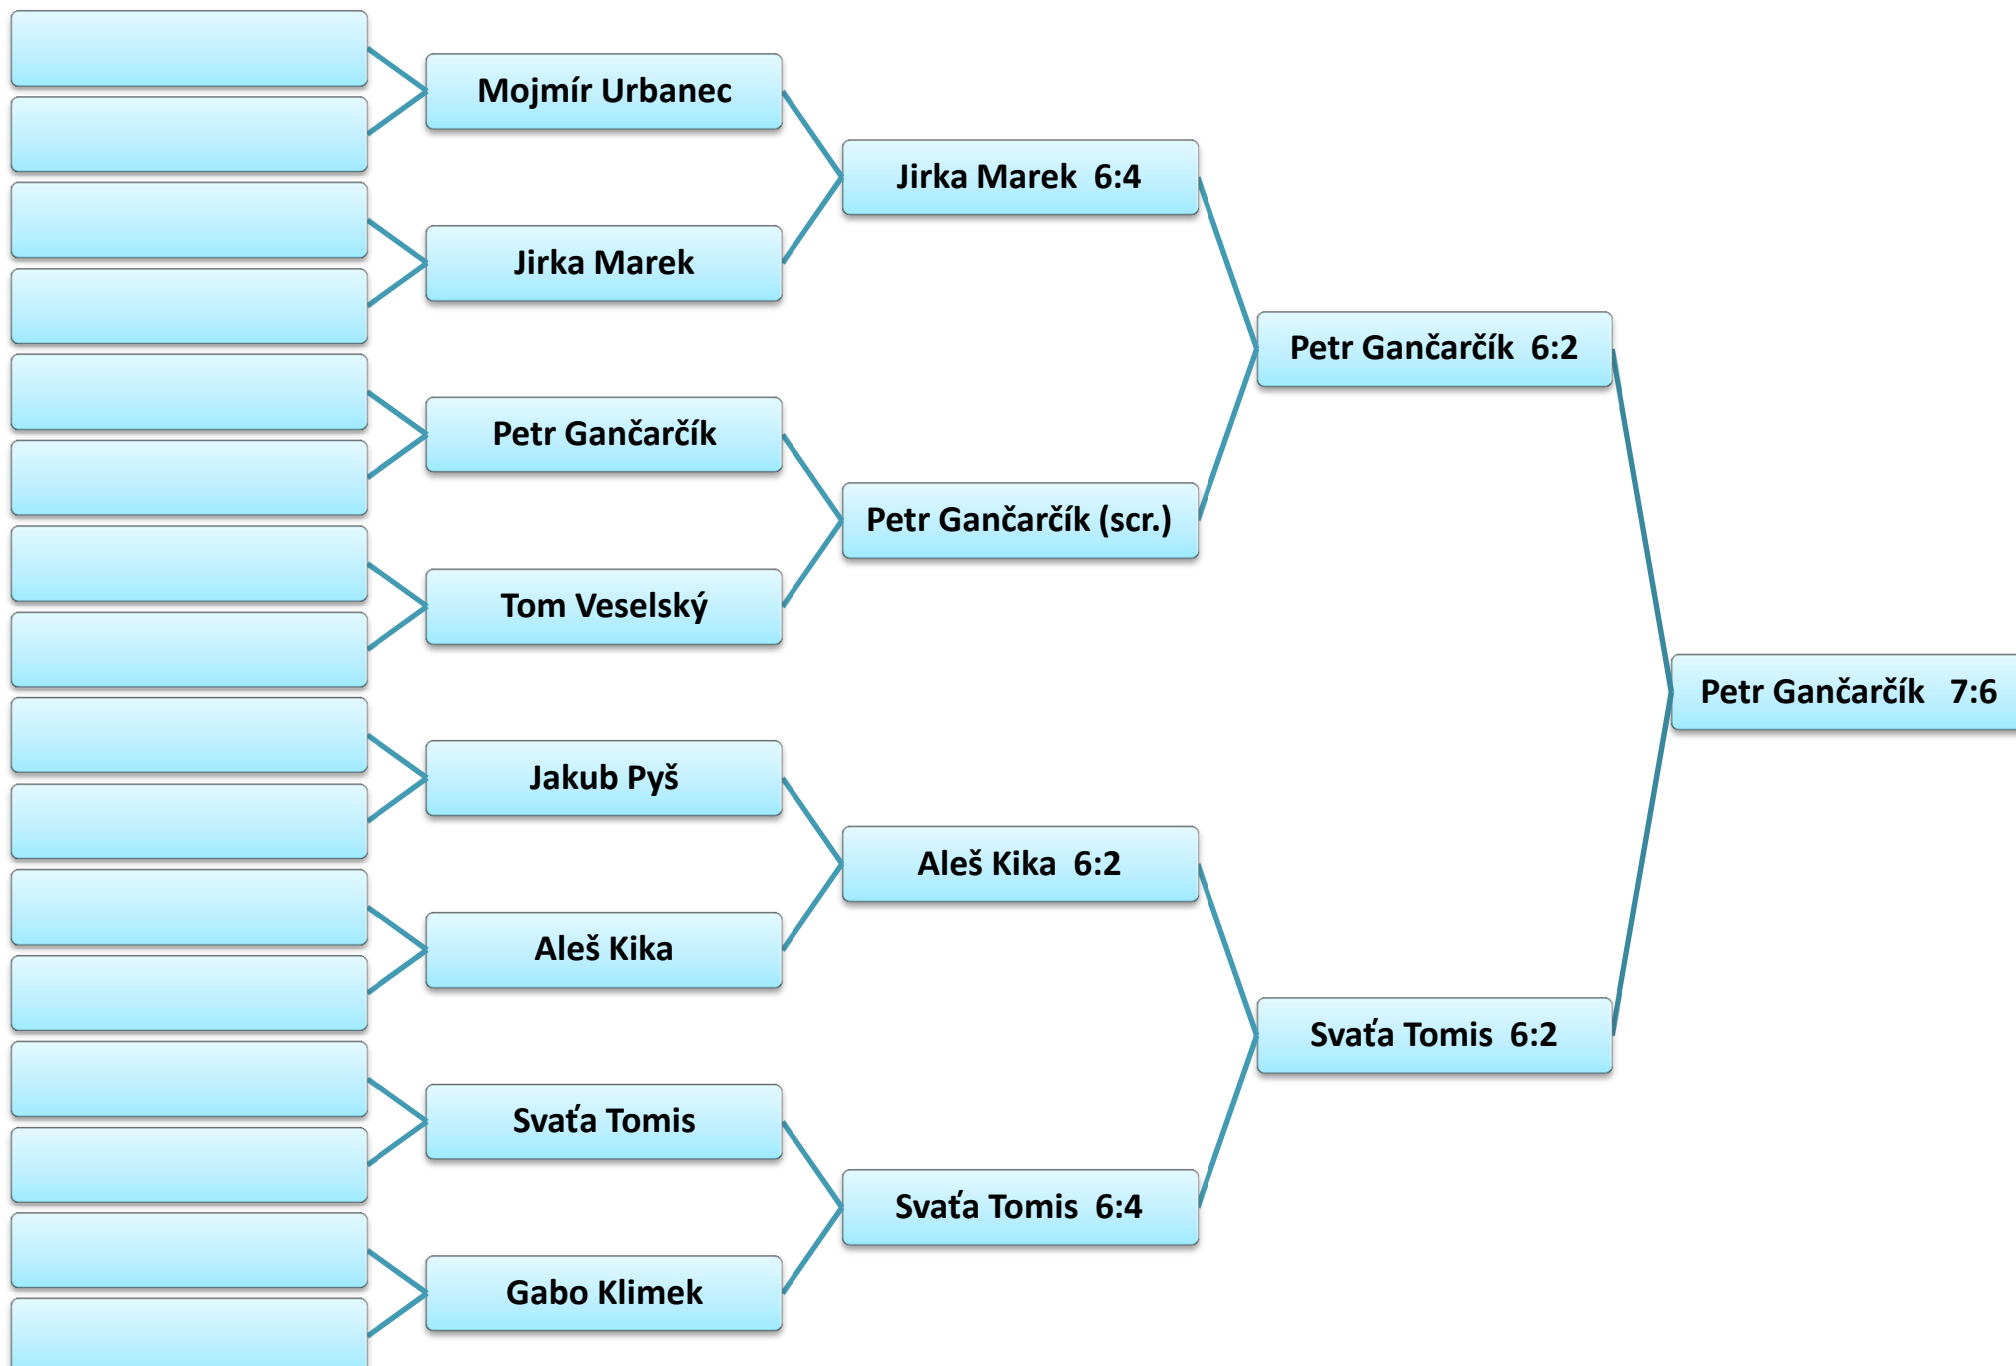 Mojmír Urbanec
Jirka Marek
Petr Gančarčík
Tom Veselský
Jakub Pyš
Aleš Kika
Svaťa Tomis
Gabo Klimek
Jirka Marek 6:4
Petr Gančarčík (scr.)
Aleš Kika 6:2
Svaťa Tomis 6:4
Petr Gančarčík 6:2
Svaťa Tomis 6:2
Petr Gančarčík 7:6